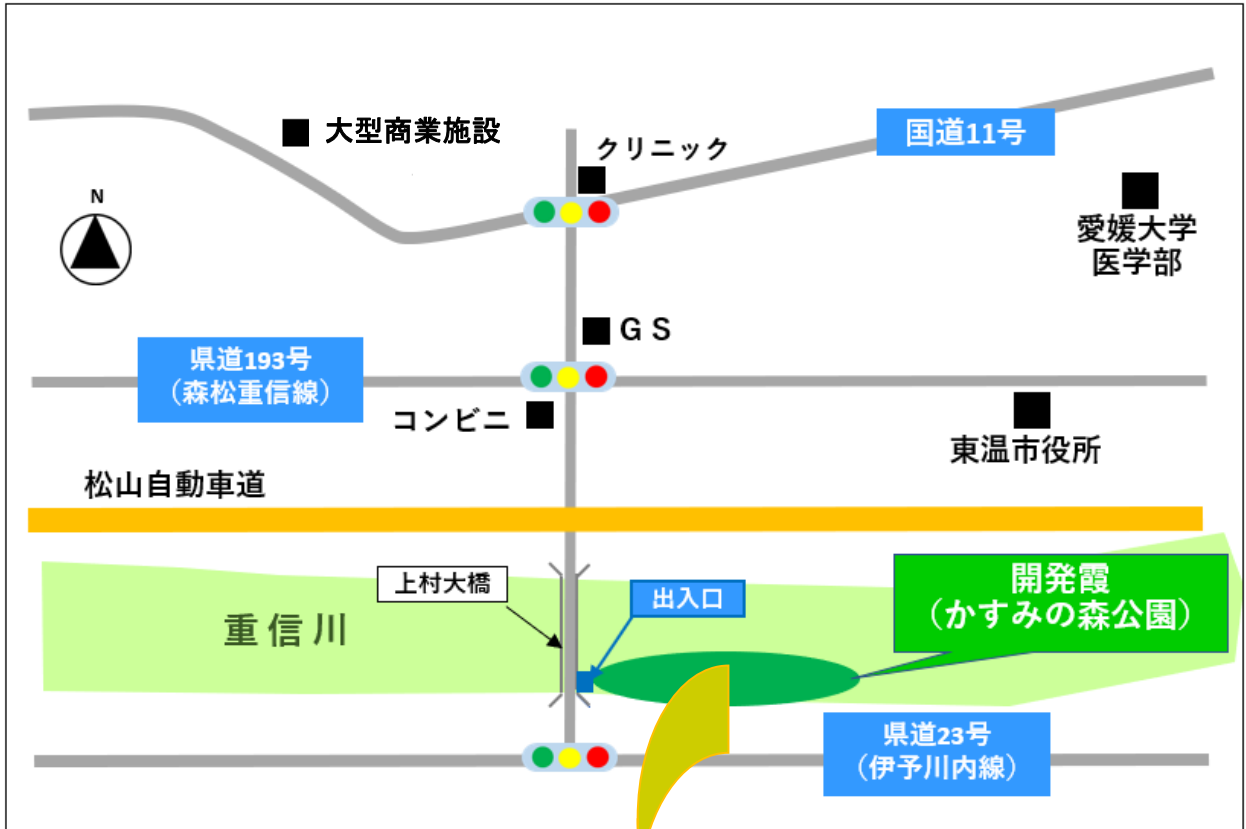 大型商業施設
クリニック
国道11号
N
愛媛大学
医学部
ＧＳ
県道193号
（森松重信線）
コンビニ
東温市役所
松山自動車道
上村大橋
出入口
開発霞
（かすみの森公園）
重信川
県道23号
（伊予川内線）